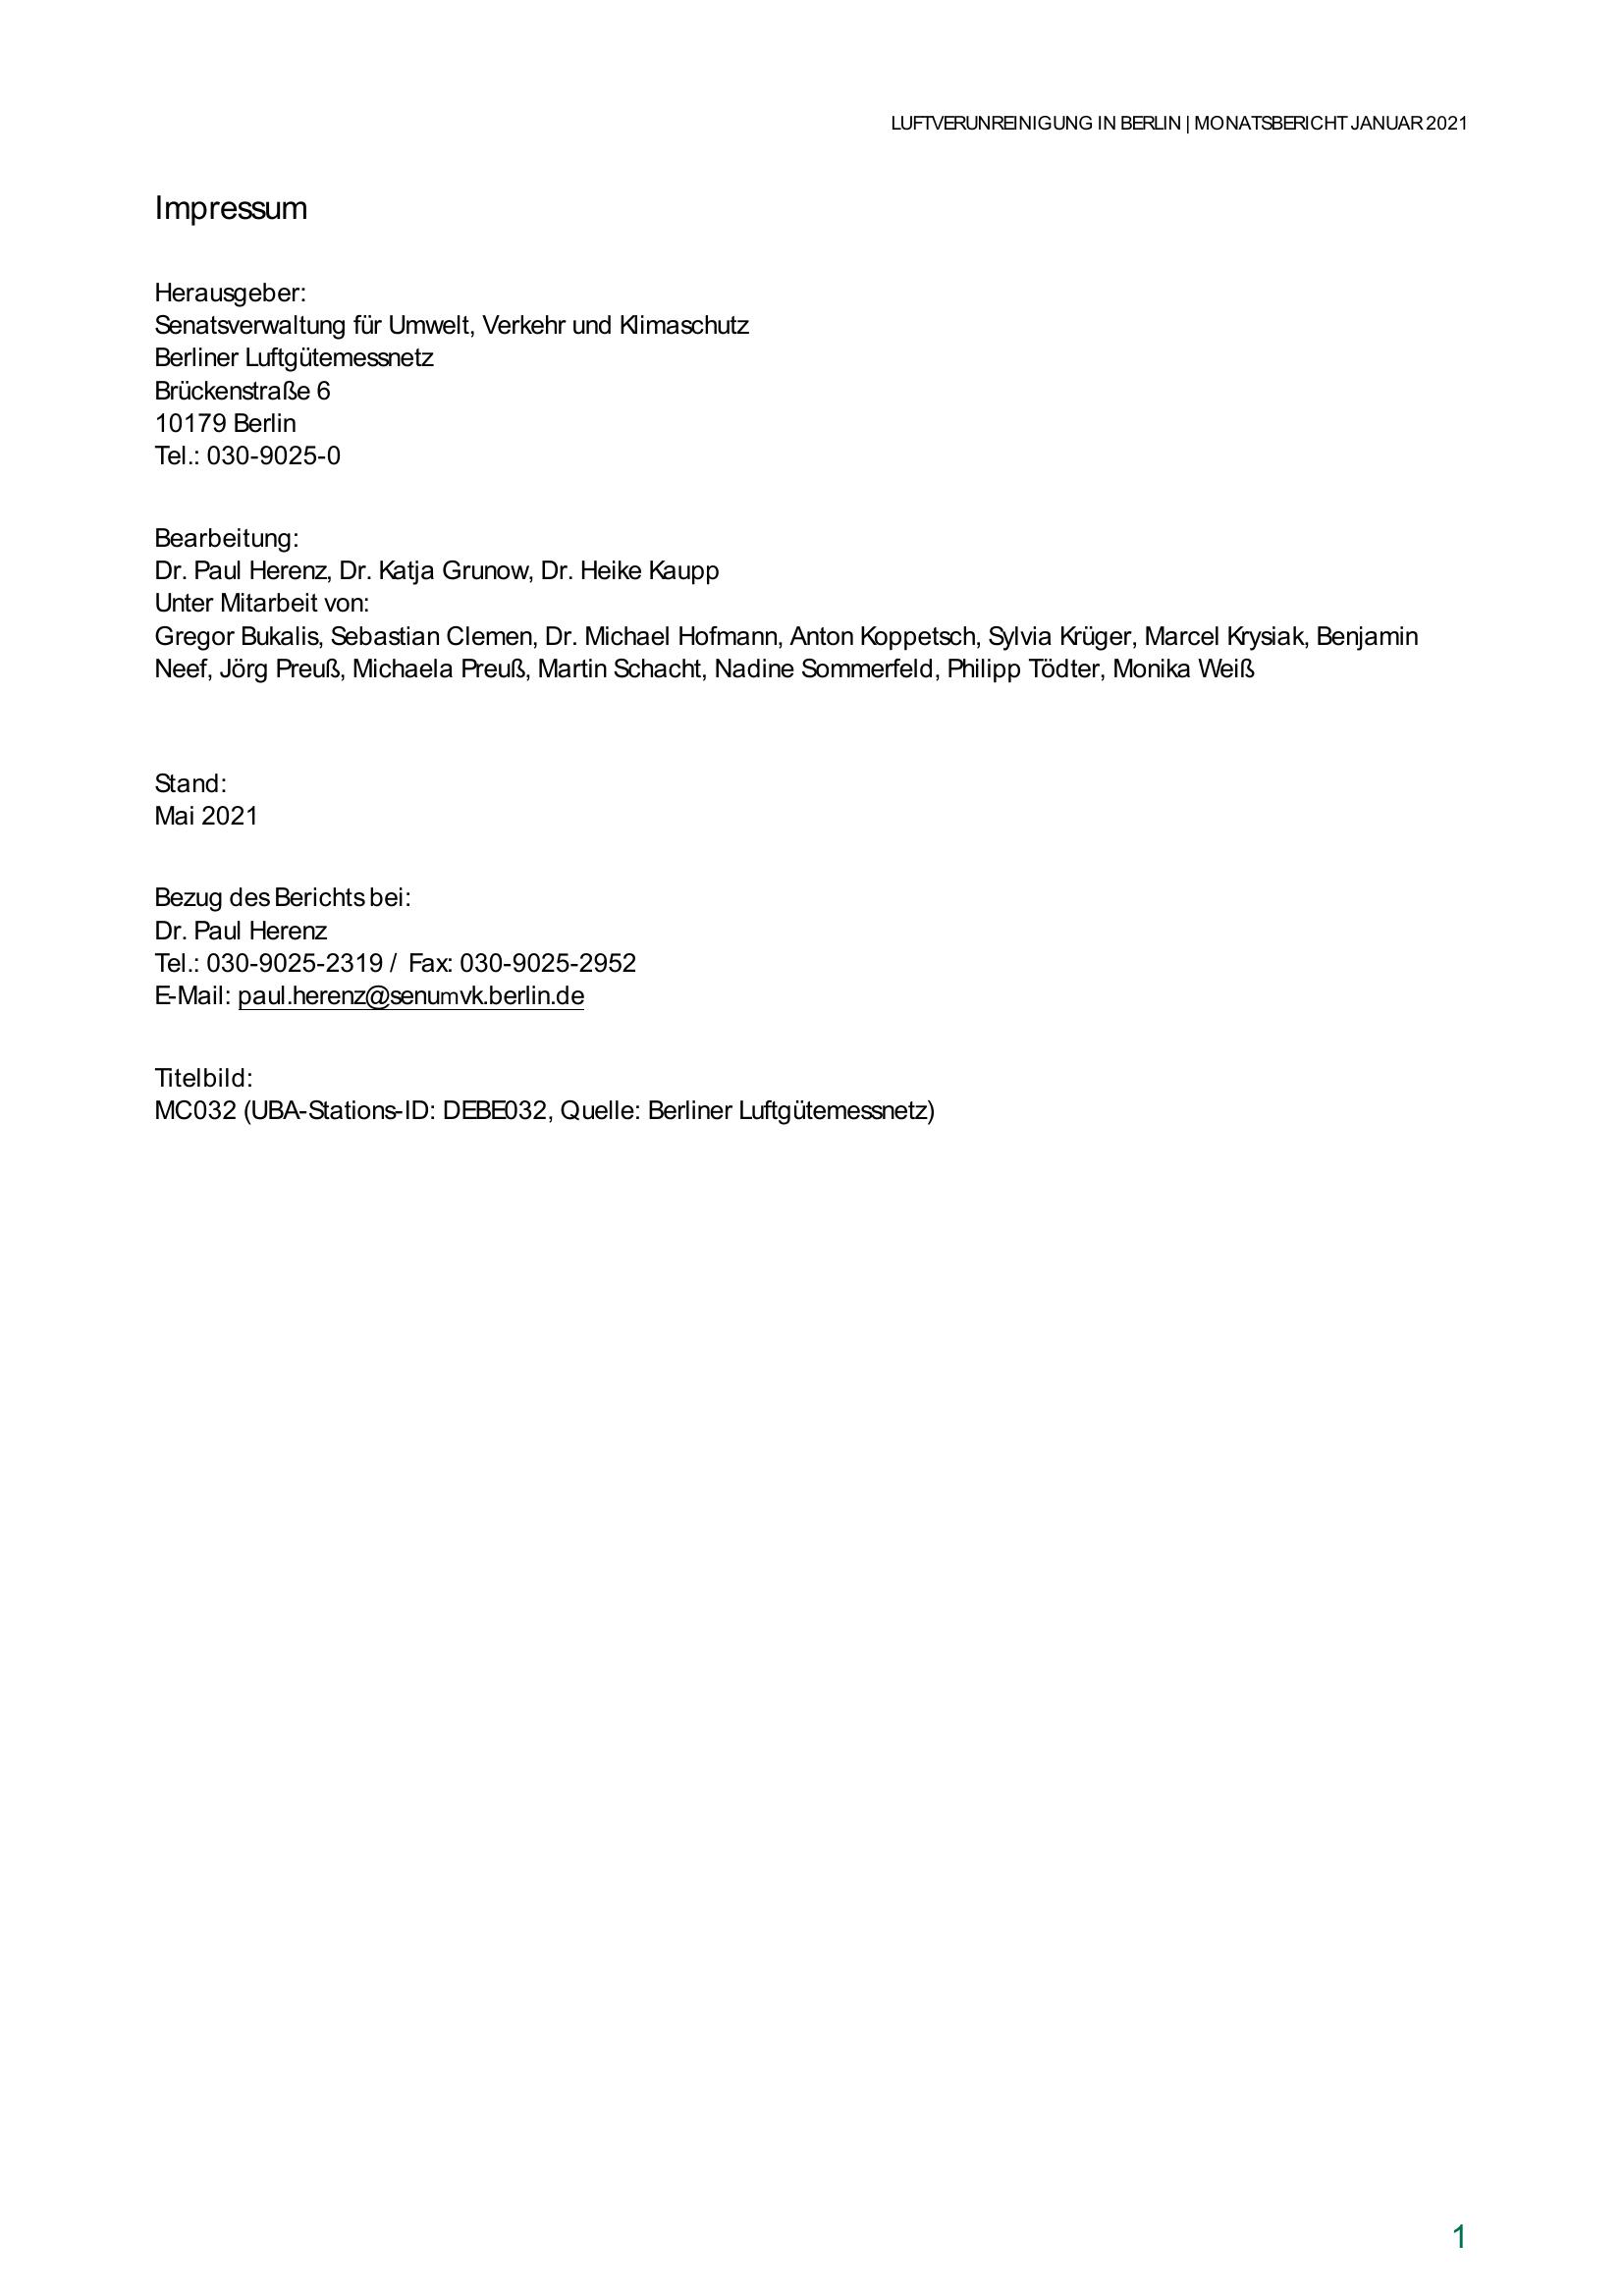 LUFTVERUNREINIGUNG IN BERLIN | MONATSBERICHT JANUAR 2021
Impressum
Herausgeber:
Senatsverwaltung für Umwelt, Verkehr und Klimaschutz
Berliner Luftgütemessnetz
Brückenstraße 6
10179 Berlin
Tel.: 030-9025-0
Bearbeitung:
Dr. Paul Herenz, Dr. Katja Grunow, Dr. Heike Kaupp
Unter Mitarbeit von:
Gregor Bukalis, Sebastian Clemen, Dr. Michael Hofmann, Anton Koppetsch, Sylvia Krüger, Marcel Krysiak, Benjamin
Neef, Jörg Preuß, Michaela Preuß, Martin Schacht, Nadine Sommerfeld, Philipp Tödter, Monika Weiß
Stand:
Mai 2021
Bezug des Berichts bei:
Dr. Paul Herenz
Tel.: 030-9025-2319 / Fax: 030-9025-2952
E-Mail: paul.herenz@senumvk.berlin.de
Titelbild:
MC032 (UBA-Stations-ID: DEBE032, Quelle: Berliner Luftgütemessnetz)
1